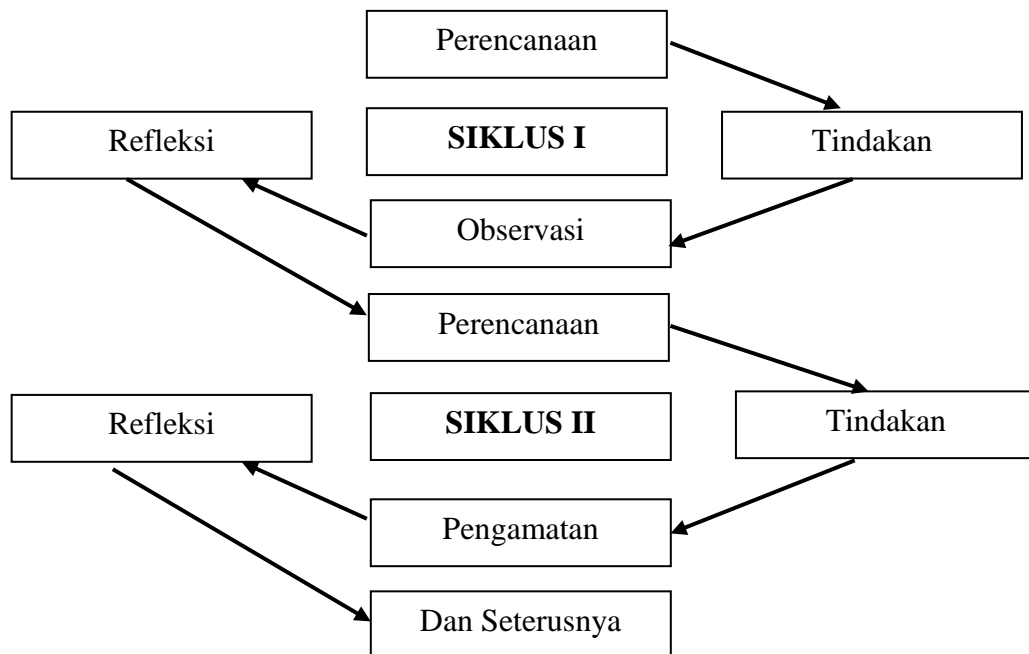 Perencanaan
Refleksi
SIKLUS I
Tindakan
Observasi
Perencanaan
Refleksi
SIKLUS II
Tindakan
Pengamatan
Dan Seterusnya